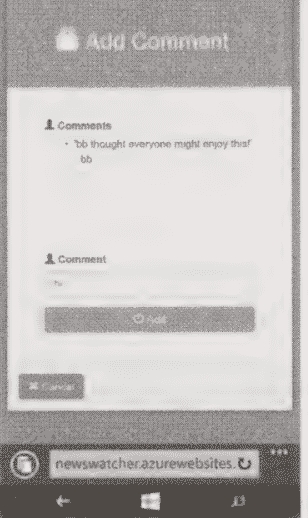 Add Comment
Comments
• 'bb thought everyone might enjoy this!'
bb
Comment
Add
Cancel
newswatcher.azurewebsites.